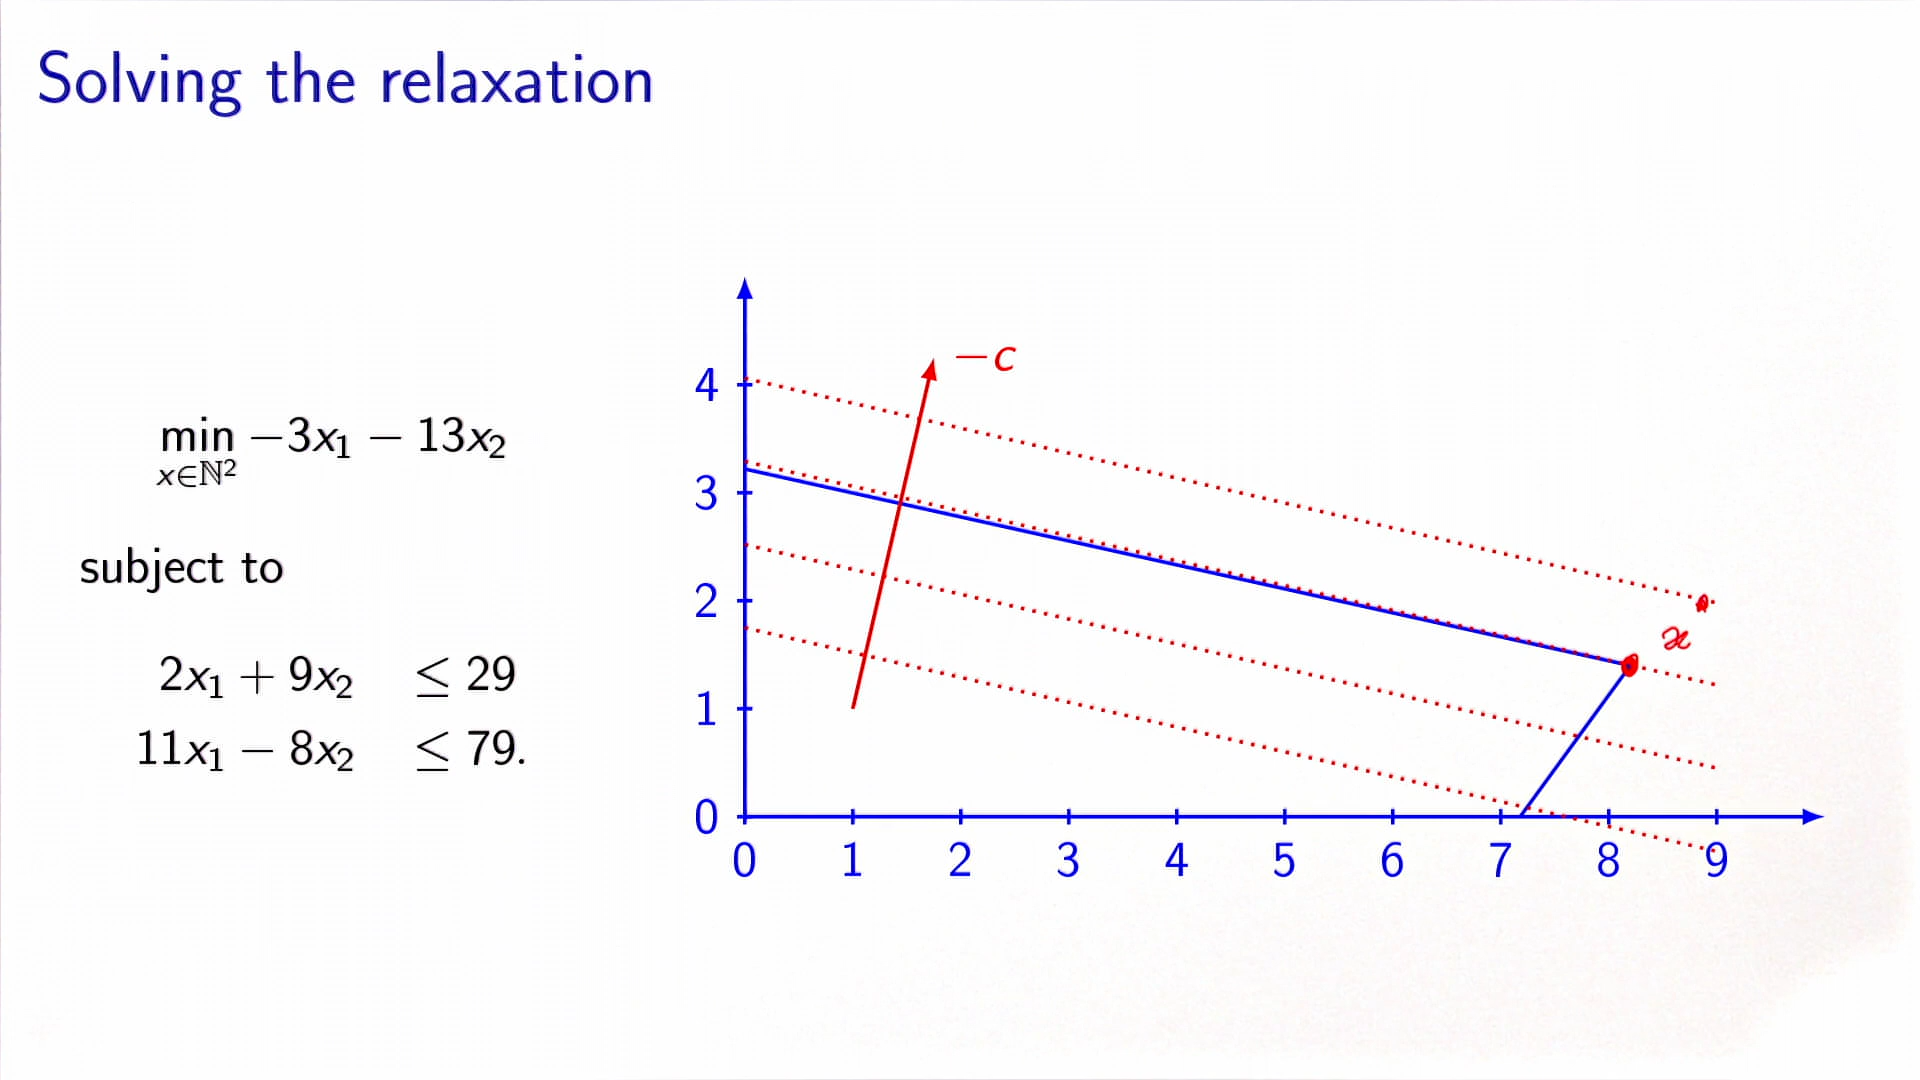 Solving the relaxation
min −3x₁ − 13x₂
x∈ℕ²
subject to
2x₁ + 9x₂ ≤ 29
11x₁ − 8x₂ ≤ 79.
−c
4
3
2
1
0
x
0 1 2 3 4 5 6 7 8 9